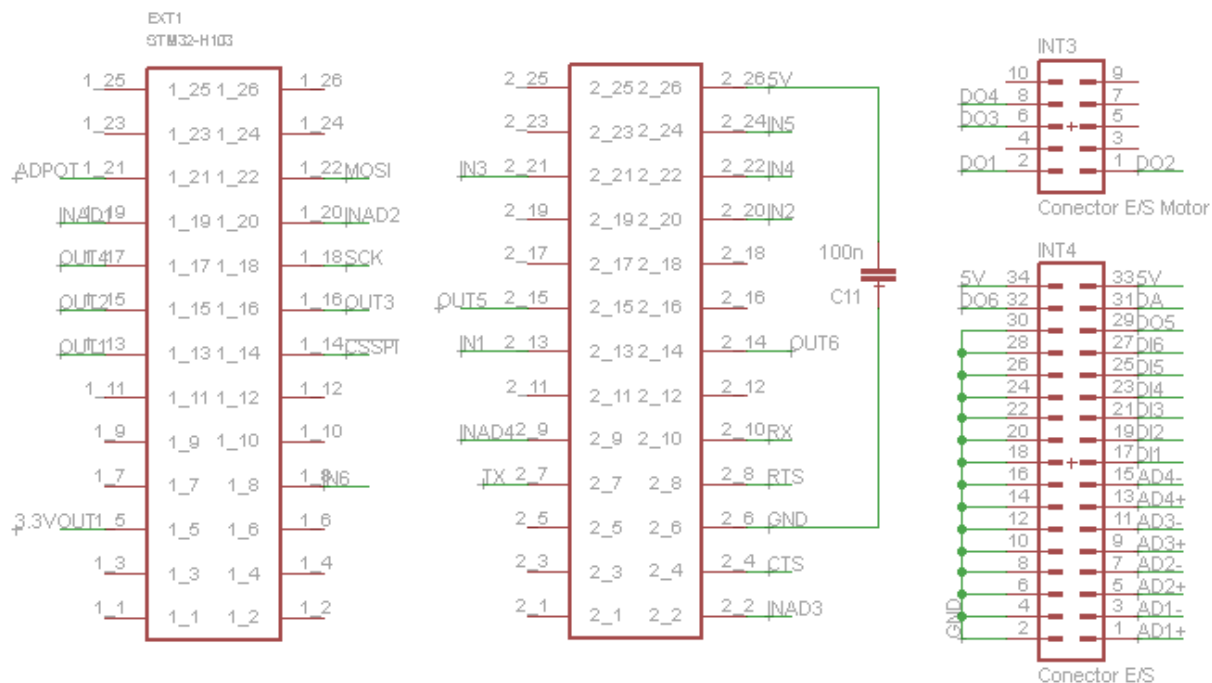 EXT1
STM32-H103
1_25 1_25 1_26 1_26
1_23 1_23 1_24 1_24
ADPOT 1_21 1_21 1_22 1_22 MOSI
INAD1 1_19 1_19 1_20 1_20 INAD2
OUT4 1_17 1_17 1_18 1_18 SCK
OUT2 1_15 1_15 1_16 1_16 OUT3
OUT1 1_13 1_13 1_14 1_14 CSSPI
1_11 1_11 1_12 1_12
1_9 1_9 1_10 1_10
1_7 1_7 1_8 1_8 IN6
3.3VOUT 1_5 1_5 1_6 1_6
1_3 1_3 1_4 1_4
1_1 1_1 1_2 1_2
2_25 2_25 2_26 2_26 5V
2_23 2_23 2_24 2_24 IN5
IN3 2_21 2_21 2_22 2_22 IN4
2_19 2_19 2_20 2_20 IN2
2_17 2_17 2_18 2_18
OUT5 2_15 2_15 2_16 2_16
IN1 2_13 2_13 2_14 2_14 OUT6
2_11 2_11 2_12 2_12
INAD4 2_9 2_9 2_10 2_10 RX
TX 2_7 2_7 2_8 2_8 RTS
2_5 2_5 2_6 2_6 GND
2_3 2_3 2_4 2_4 CTS
2_1 2_1 2_2 2_2 INAD3
100n
C11
INT3
10 9
DO4 8 7
DO3 6 5
4 3
DO1 2 1 DO2
Conector E/S Motor
INT4
5V 34 33 5V
DO6 32 31 DA
30 29 DO5
28 27 DI6
26 25 DI5
24 23 DI4
22 21 DI3
20 19 DI2
18 17 DI1
16 15 AD4-
14 13 AD4+
12 11 AD3-
10 9 AD3+
8 7 AD2-
6 5 AD2+
4 3 AD1-
GND 2 1 AD1+
Conector E/S